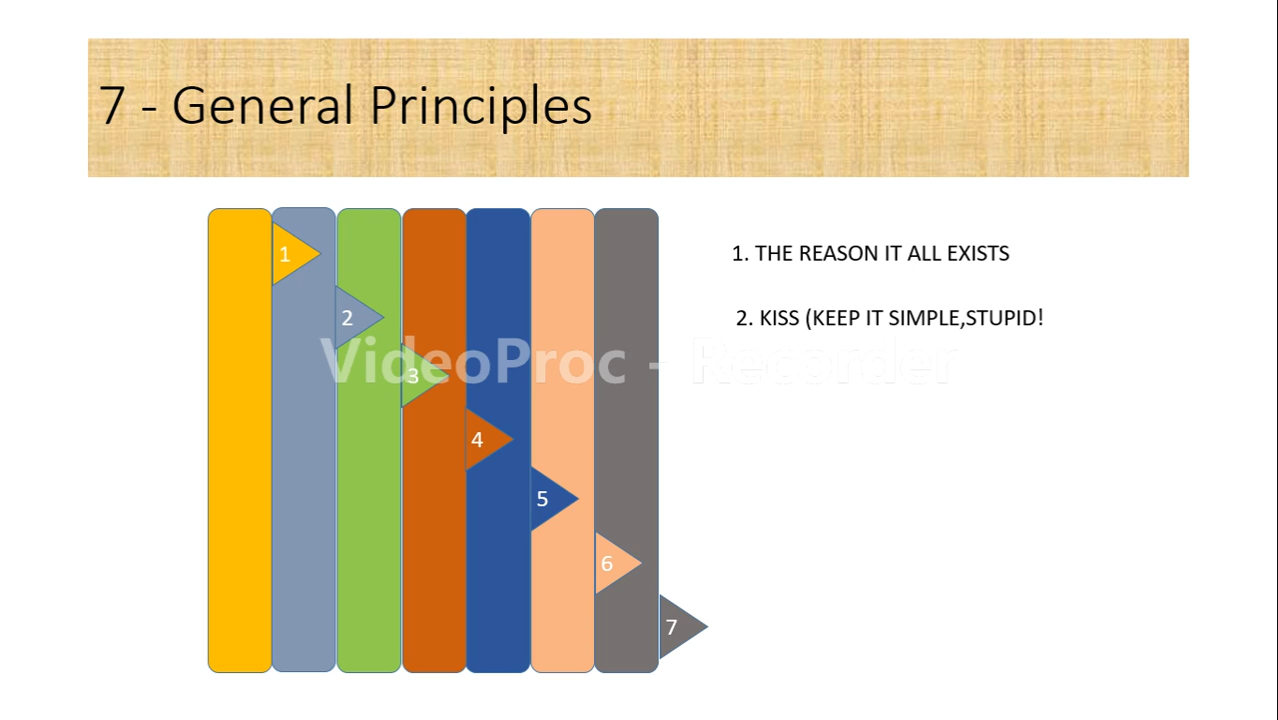 7 - General Principles
1
1. THE REASON IT ALL EXISTS
2
2. KISS (KEEP IT SIMPLE,STUPID!
VideoProc - Recorder
3
4
5
6
7